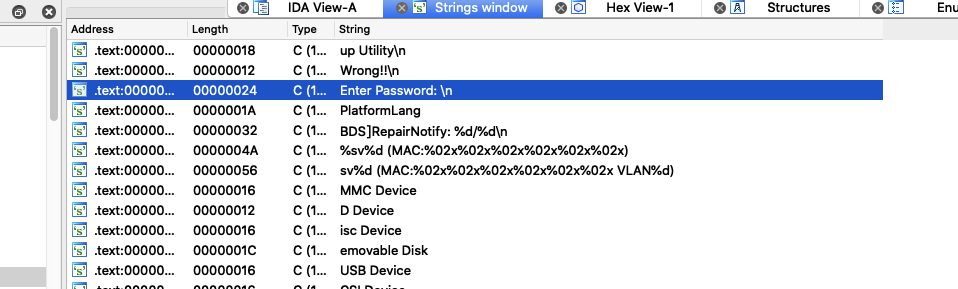 IDA View-A Strings window Hex View-1 Structures Enu
Address Length Type String
.text:00000... 00000018 C (1... up Utility\n
.text:00000... 00000012 C (1... Wrong!!\n
.text:00000... 00000024 C (1... Enter Password: \n
.text:00000... 0000001A C (1... PlatformLang
.text:00000... 00000032 C (1... BDS]RepairNotify: %d/%d\n
.text:00000... 0000004A C (1... %sv%d (MAC:%02x%02x%02x%02x%02x%02x)
.text:00000... 00000056 C (1... sv%d (MAC:%02x%02x%02x%02x%02x%02x VLAN%d)
.text:00000... 00000016 C (1... MMC Device
.text:00000... 00000012 C (1... D Device
.text:00000... 00000016 C (1... isc Device
.text:00000... 0000001C C (1... emovable Disk
.text:00000... 00000016 C (1... USB Device